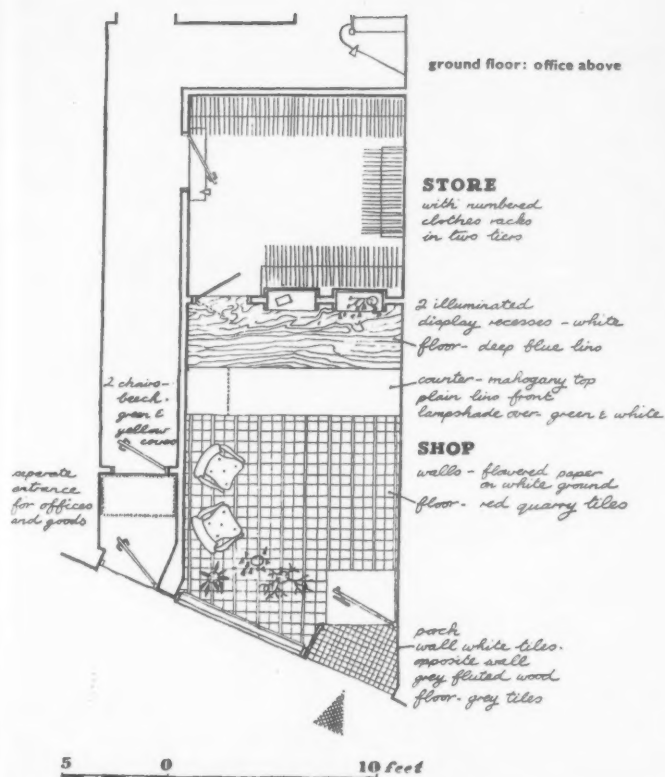 ground floor: office above
STORE
with numbered
clothes racks
in two tiers
2 illuminated
display recesses - white
floor - deep blue lino
counter - mahogany top
plain lino front
lampshade over - green & white
2 chairs -
beech.
green &
yellow
covers
SHOP
walls - flowered paper
on white ground
floor - red quarry tiles
separate
entrance
for offices
and goods
porch
wall white tiles.
opposite wall
grey fluted wood
floor - grey tiles
5 0 10 feet